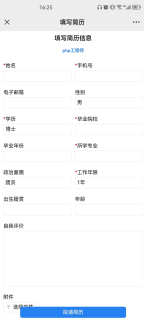 16:25
填写简历
填写简历信息
php工程师
*姓名 *手机号
电子邮箱 性别
男
*学历 *毕业院校
博士
毕业年份 *所学专业
政治面貌 *工作年限
团员 1年
出生籍贯 年龄
自我评价
附件
投递简历